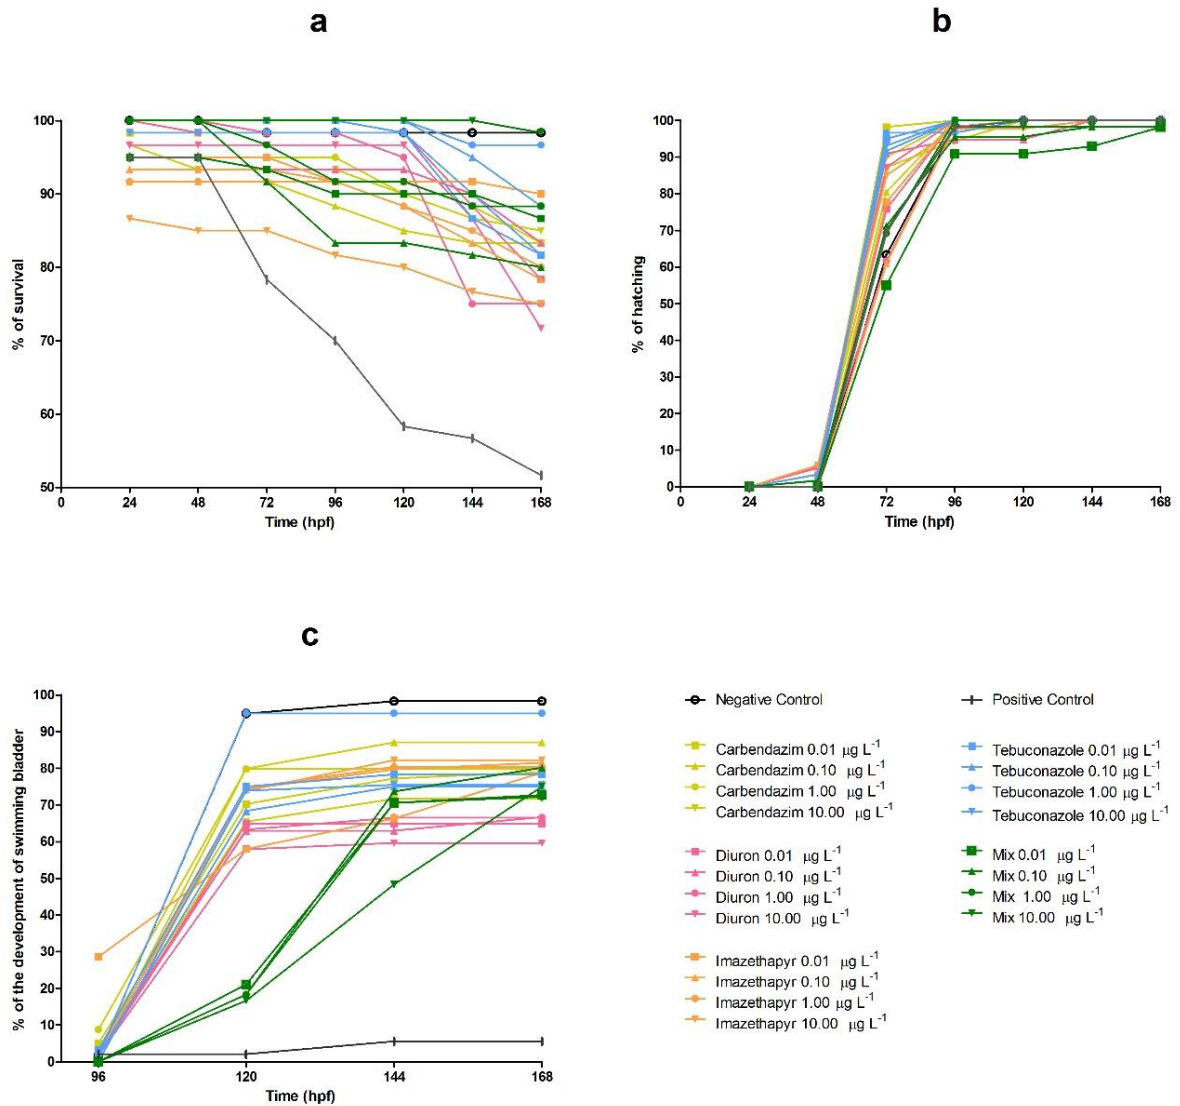 a
100
90
80
70
60
50
% of survival
0 24 48 72 96 120 144 168
Time (hpf)
b
100
90
80
70
60
50
40
30
20
10
0
% of hatching
0 24 48 72 96 120 144 168
Time (hpf)
c
100
90
80
70
60
50
40
30
20
10
0
% of the development of swimming bladder
96 120 144 168
Time (hpf)
Negative Control
Carbendazim 0.01 µg L⁻¹
Carbendazim 0.10 µg L⁻¹
Carbendazim 1.00 µg L⁻¹
Carbendazim 10.00 µg L⁻¹
Diuron 0.01 µg L⁻¹
Diuron 0.10 µg L⁻¹
Diuron 1.00 µg L⁻¹
Diuron 10.00 µg L⁻¹
Imazethapyr 0.01 µg L⁻¹
Imazethapyr 0.10 µg L⁻¹
Imazethapyr 1.00 µg L⁻¹
Imazethapyr 10.00 µg L⁻¹
Positive Control
Tebuconazole 0.01 µg L⁻¹
Tebuconazole 0.10 µg L⁻¹
Tebuconazole 1.00 µg L⁻¹
Tebuconazole 10.00 µg L⁻¹
Mix 0.01 µg L⁻¹
Mix 0.10 µg L⁻¹
Mix 1.00 µg L⁻¹
Mix 10.00 µg L⁻¹